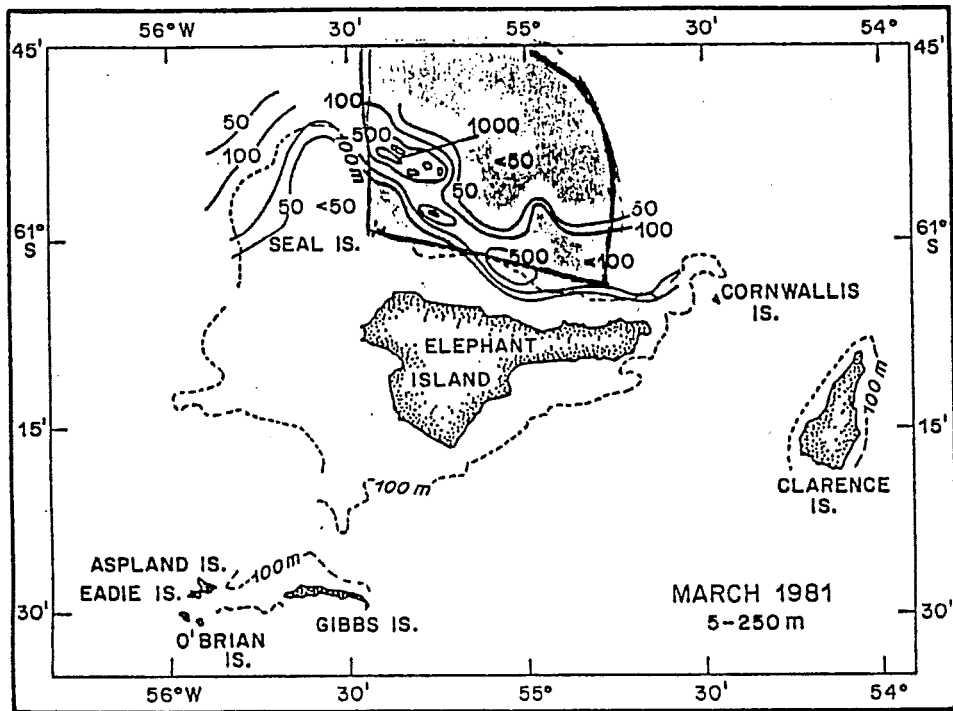 56°W 30' 55° 30' 54°
45' 45'
50
100
100
500
1000
100m
<50
50
50 <50
50
100
61°
S
61°
S
SEAL IS.
500 <100
CORNWALLIS
IS.
ELEPHANT
ISLAND
100m
15' 15'
100m
CLARENCE
IS.
ASPLAND IS.
100m
EADIE IS.
MARCH 1981
30' 30'
GIBBS IS.
5-250m
O'BRIAN
IS.
56°W 30' 55° 30' 54°